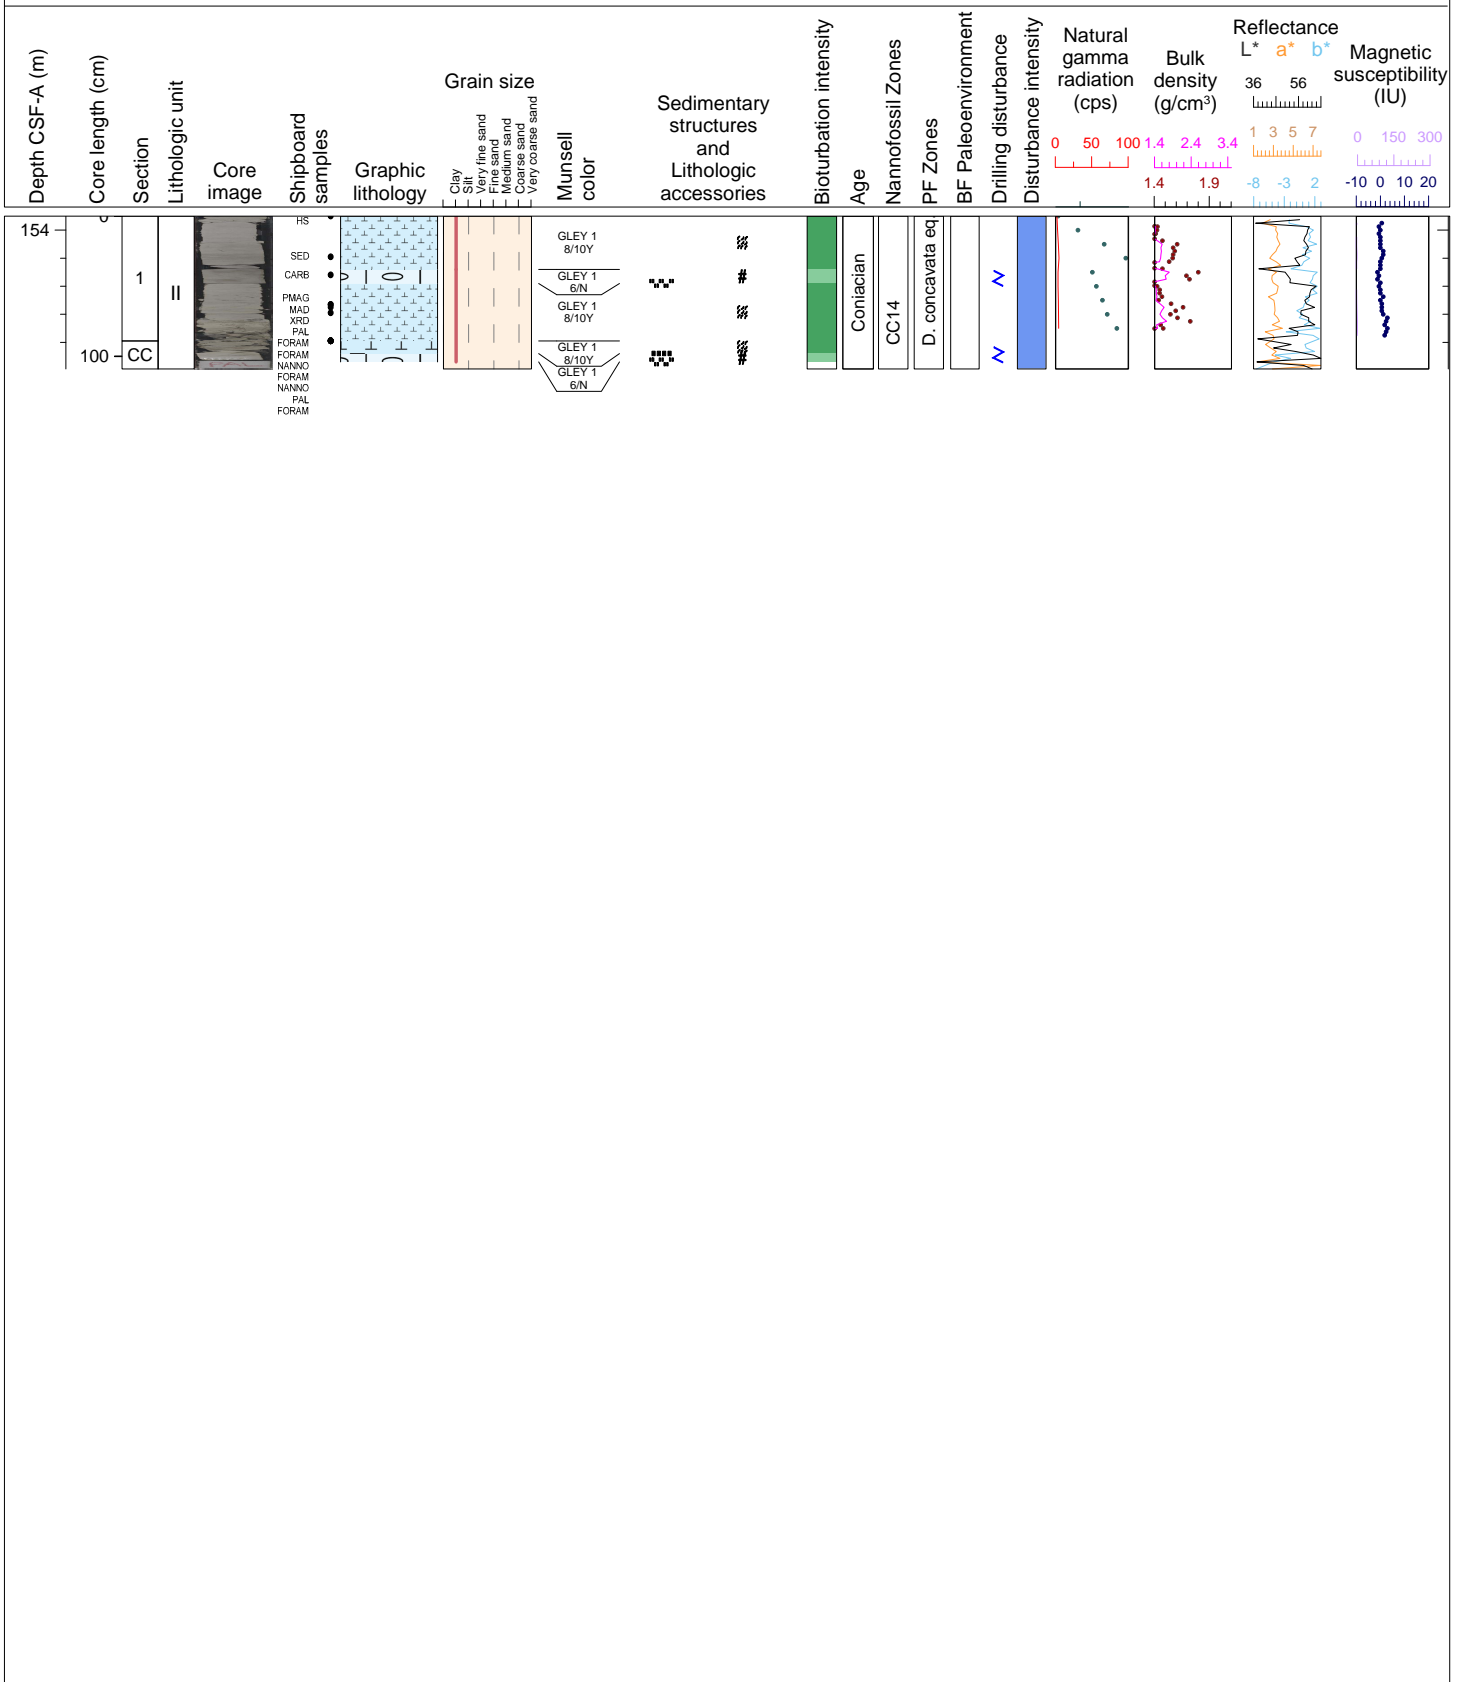 Depth CSF-A (m)
Core length (cm)
Section
Lithologic unit
Core
image
Shipboard
samples
Graphic
lithology
Grain size
Clay
Silt
Very fine sand
Fine sand
Medium sand
Coarse sand
Very coarse sand
Munsell
color
Sedimentary
structures
and
Lithologic
accessories
Bioturbation intensity
Age
Nannofossil Zones
PF Zones
BF Paleoenvironment
Drilling disturbance
Disturbance intensity
Natural
gamma
radiation
(cps)
0 50 100
Bulk
density
(g/cm³)
1.4 2.4 3.4
1.4 1.9
Reflectance
L* a* b*
36 56
1 3 5 7
-8 -3 2
Magnetic
susceptibility
(IU)
0 150 300
-10 0 10 20
154
0
100
1
CC
II
HS
SED
CARB
PMAG
MAD
XRD
PAL
FORAM
FORAM
NANNO
FORAM
NANNO
PAL
FORAM
GLEY 1
8/10Y
GLEY 1
6/N
GLEY 1
8/10Y
GLEY 1
8/10Y
GLEY 1
6/N
Coniacian
CC14
D. concavata eq.